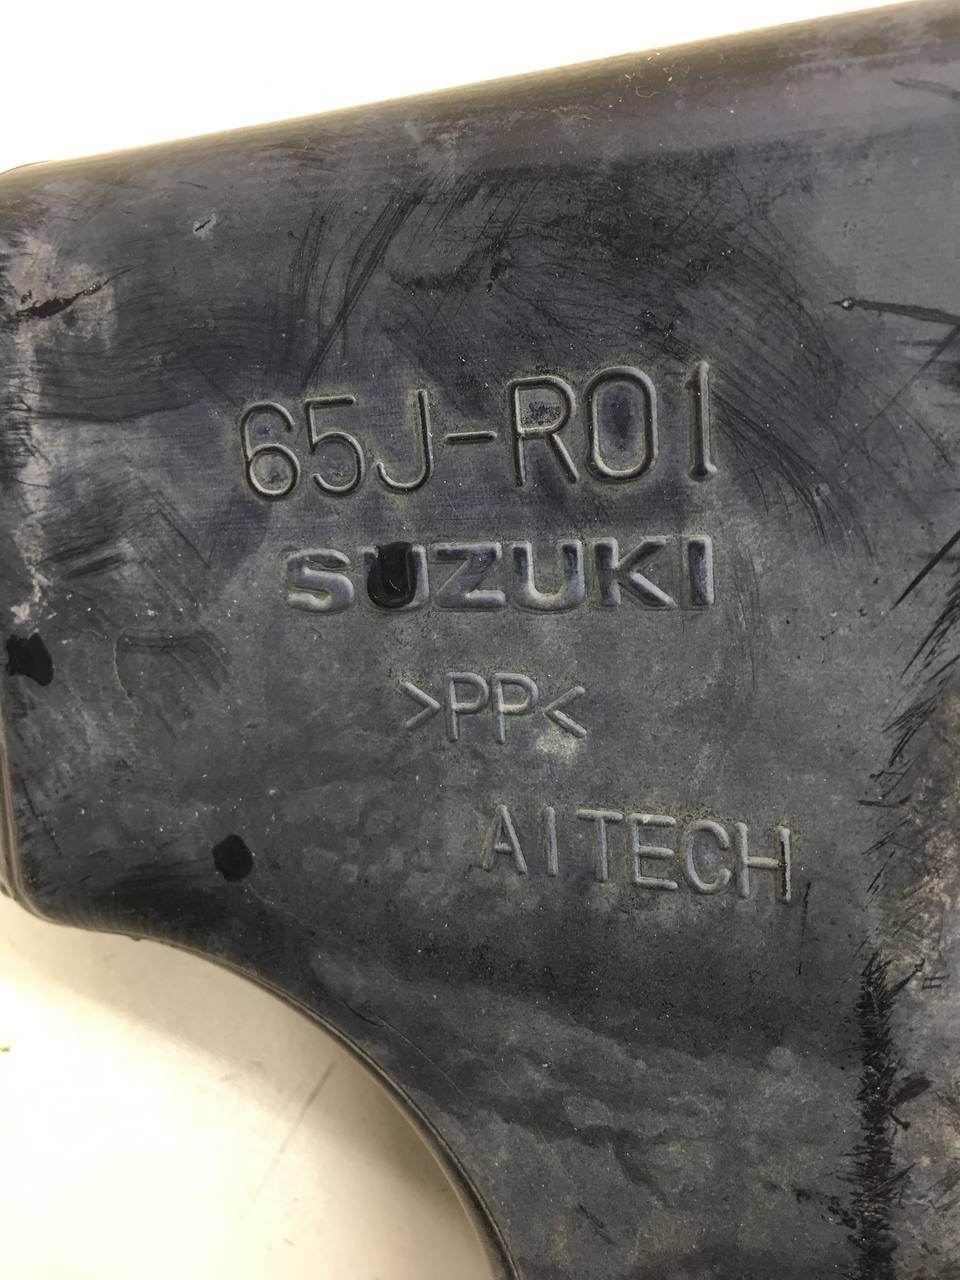 65J-R01
SUZUKI
>PP<
AITECH